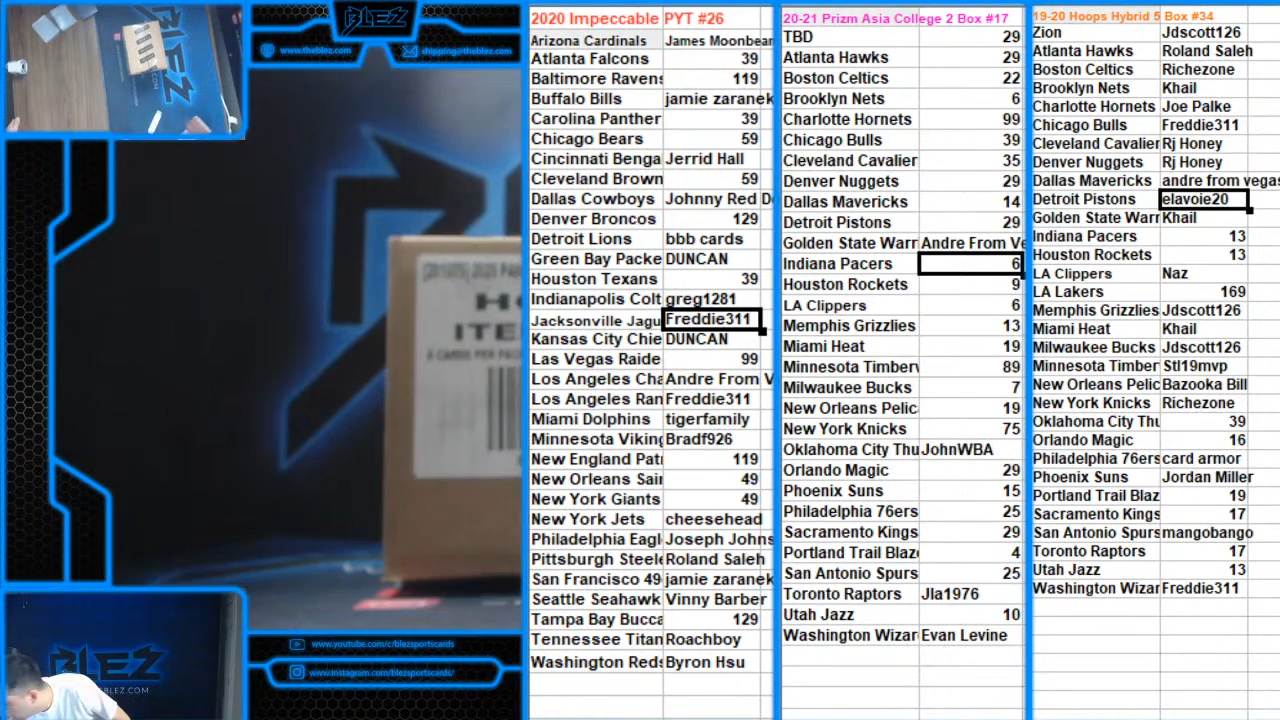 BLEZ
www.theblez.com
shipping@theblez.com
BLEZ
BLEZ
BLEZ.COM
www.youtube.com/c/blezsportscards
www.instagram.com/blezsportscards/
2020 Impeccable PYT #26
Arizona Cardinals James Moonbear
Atlanta Falcons 39
Baltimore Ravens 119
Buffalo Bills jamie zaranek
Carolina Panther 39
Chicago Bears 59
Cincinnati Benga Jerrid Hall
Cleveland Brown 59
Dallas Cowboys Johnny Red D
Denver Broncos 129
Detroit Lions bbb cards
Green Bay Packe DUNCAN
Houston Texans 39
Indianapolis Colt greg1281
Jacksonville Jagu Freddie311
Kansas City Chie DUNCAN
Las Vegas Raide 99
Los Angeles Cha Andre From V
Los Angeles Ran Freddie311
Miami Dolphins tigerfamily
Minnesota Viking Bradf926
New England Pat 119
New Orleans Sai 49
New York Giants 49
New York Jets cheesehead
Philadelphia Eagl Joseph Johns
Pittsburgh Steele Roland Saleh
San Francisco 49 jamie zaranek
Seattle Seahawk Vinny Barber
Tampa Bay Bucca 129
Tennessee Titan Roachboy
Washington Reds Byron Hsu
20-21 Prizm Asia College 2 Box #17
TBD 29
Atlanta Hawks 29
Boston Celtics 22
Brooklyn Nets 6
Charlotte Hornets 99
Chicago Bulls 39
Cleveland Cavalier 35
Denver Nuggets 29
Dallas Mavericks 14
Detroit Pistons 29
Golden State Warr Andre From Ve
Indiana Pacers 6
Houston Rockets 9
LA Clippers 6
Memphis Grizzlies 13
Miami Heat 19
Minnesota Timberv 89
Milwaukee Bucks 7
New Orleans Pelic 19
New York Knicks 75
Oklahoma City Thu JohnWBA
Orlando Magic 29
Phoenix Suns 15
Philadelphia 76ers 25
Sacramento Kings 29
Portland Trail Blaz 4
San Antonio Spurs 25
Toronto Raptors Jla1976
Utah Jazz 10
Washington Wizar Evan Levine
19-20 Hoops Hybrid 5 Box #34
Zion Jdscott126
Atlanta Hawks Roland Saleh
Boston Celtics Richezone
Brooklyn Nets Khail
Charlotte Hornets Joe Palke
Chicago Bulls Freddie311
Cleveland Cavalier Rj Honey
Denver Nuggets Rj Honey
Dallas Mavericks andre from vegas
Detroit Pistons elavoie20
Golden State Warr Khail
Indiana Pacers 13
Houston Rockets 13
LA Clippers Naz
LA Lakers 169
Memphis Grizzlies Jdscott126
Miami Heat Khail
Milwaukee Bucks Jdscott126
Minnesota Timber Stl19mvp
New Orleans Pelic Bazooka Bill
New York Knicks Richezone
Oklahoma City Thu 39
Orlando Magic 16
Philadelphia 76ers card armor
Phoenix Suns Jordan Miller
Portland Trail Blaz 19
Sacramento Kings 17
San Antonio Spurs mangobango
Toronto Raptors 17
Utah Jazz 13
Washington Wizar Freddie311